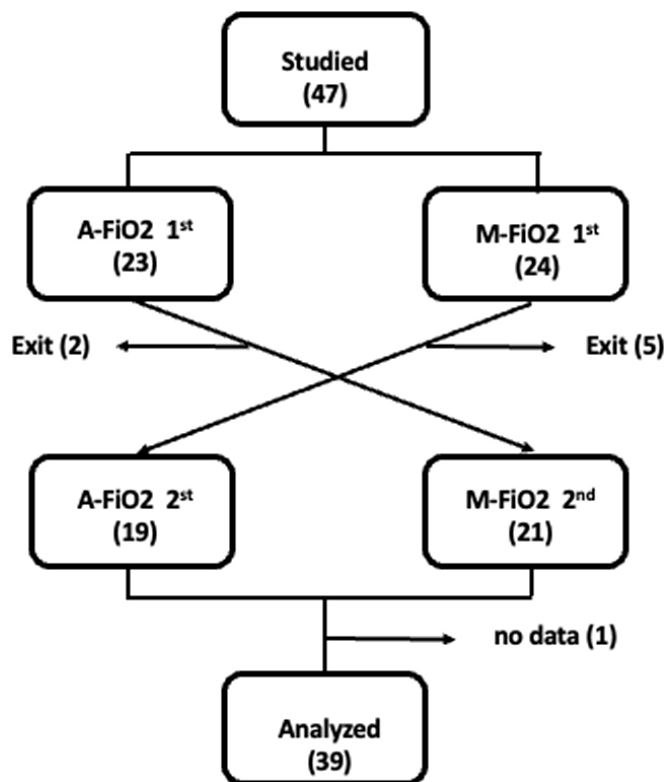 Studied
(47)
A-FiO2 1st
(23)
M-FiO2 1st
(24)
Exit (2)
Exit (5)
A-FiO2 2st
(19)
M-FiO2 2nd
(21)
no data (1)
Analyzed
(39)